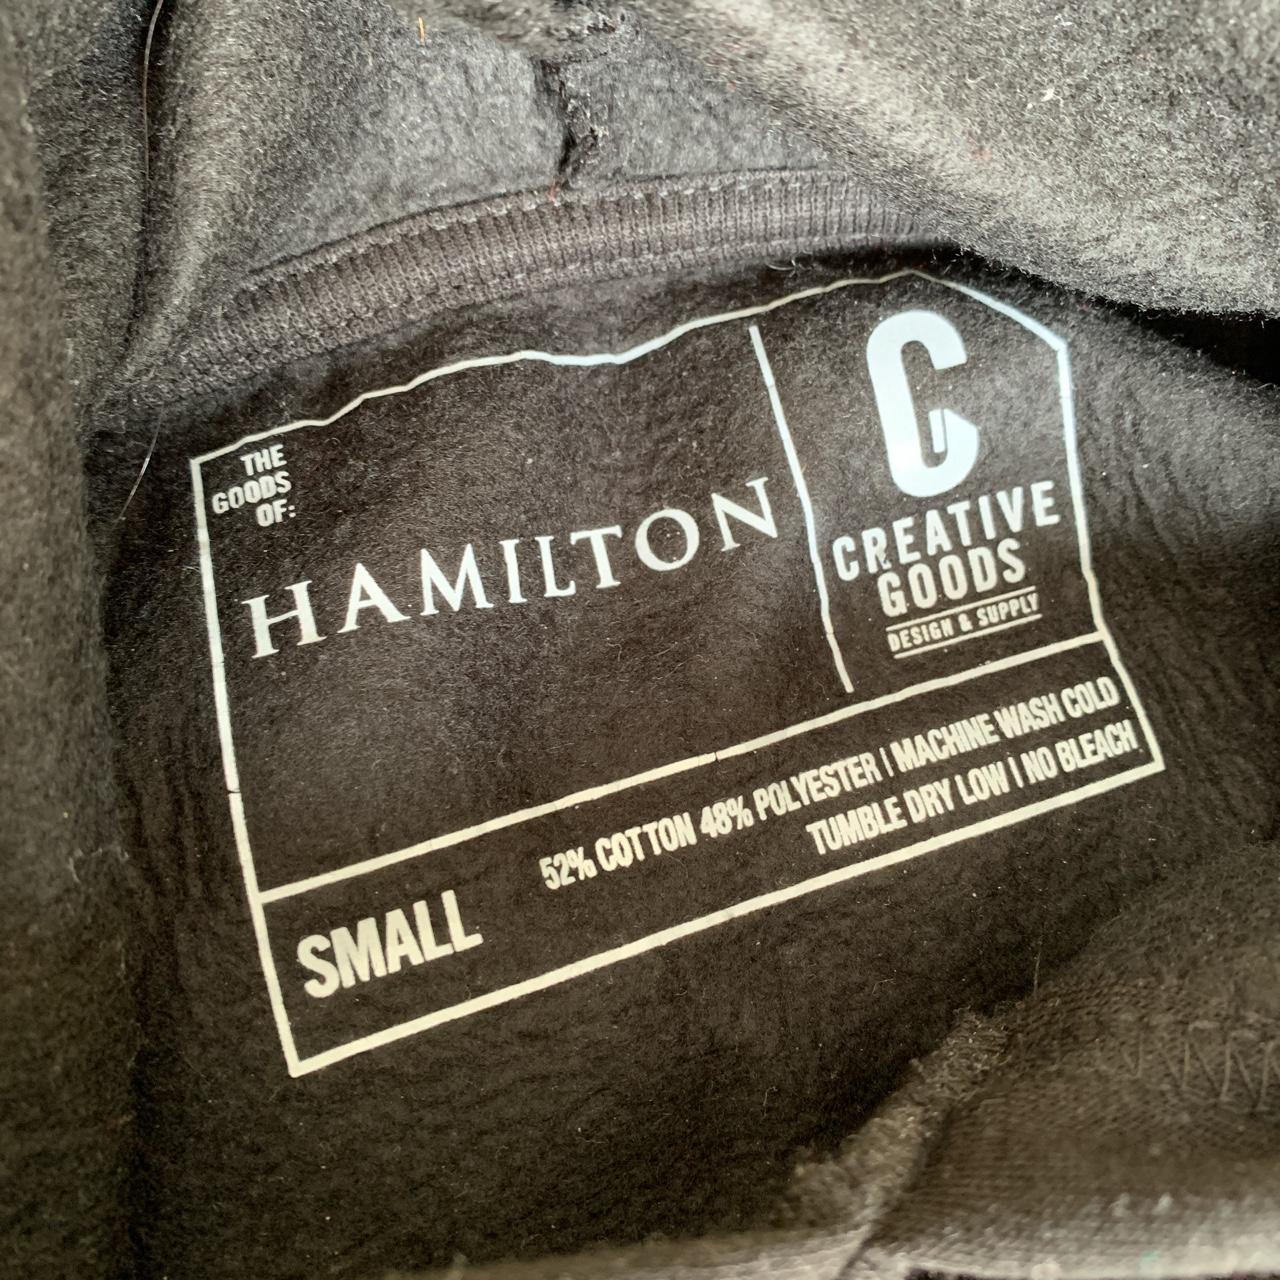 THE
GOODS
OF:
HAMILTON
C
CREATIVE
GOODS
DESIGN & SUPPLY
SMALL
52% COTTON 48% POLYESTER | MACHINE WASH COLD
TUMBLE DRY LOW | NO BLEACH